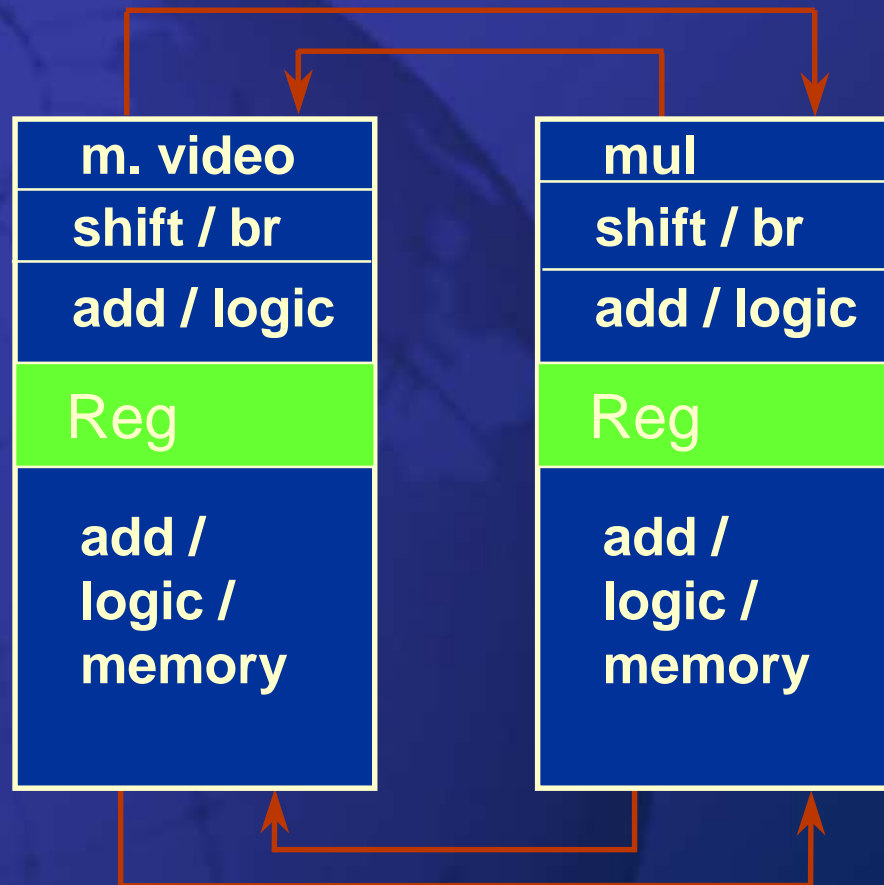 m. video
shift / br
add / logic
Reg
add /
logic /
memory
mul
shift / br
add / logic
Reg
add /
logic /
memory